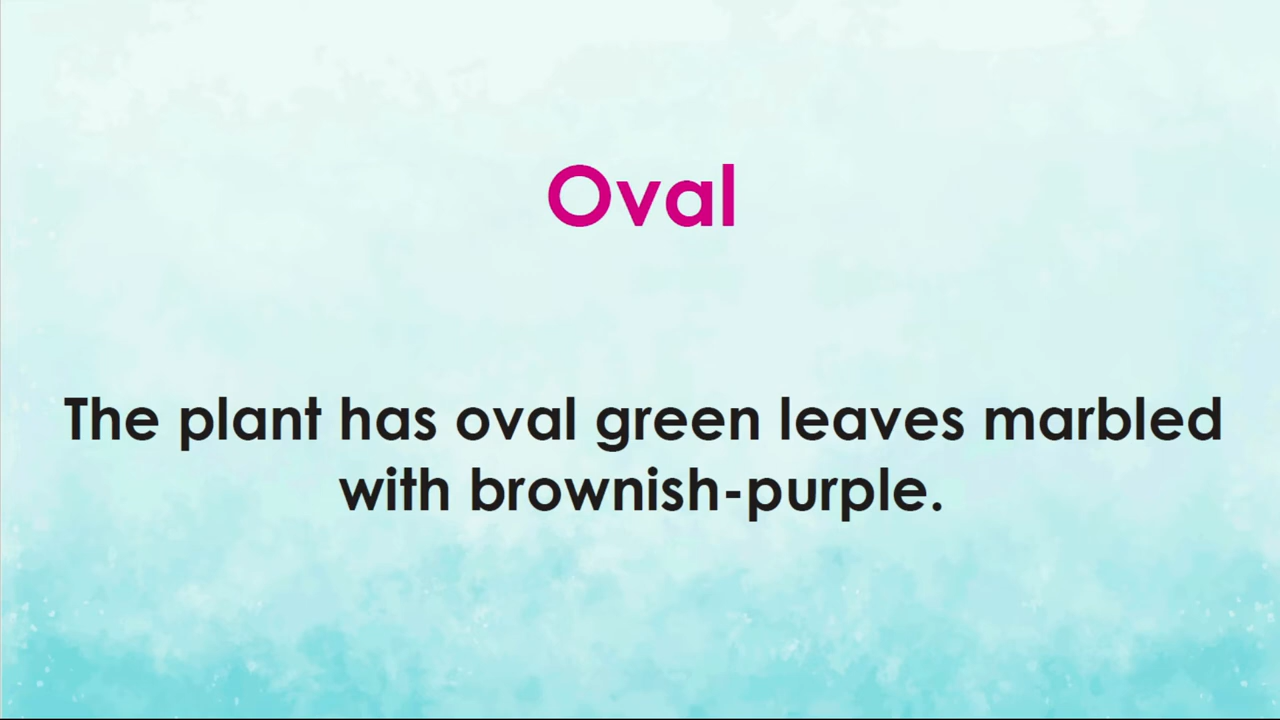 Oval
The plant has oval green leaves marbled
with brownish-purple.